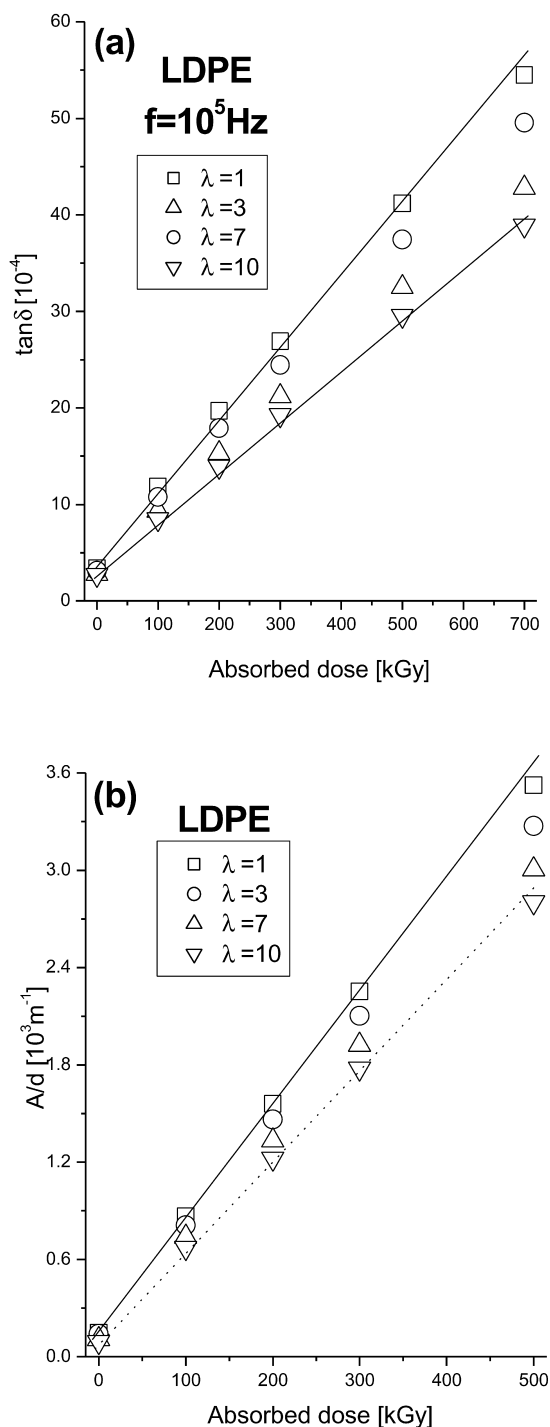 (a)
LDPE
f=10⁵Hz
λ=1
λ=3
λ=7
λ=10
tanδ [10⁻⁴]
60
50
40
30
20
10
0
0 100 200 300 400 500 600 700
Absorbed dose [kGy]
(b)
LDPE
λ=1
λ=3
λ=7
λ=10
A/d [10³m⁻¹]
3.6
3.0
2.4
1.8
1.2
0.6
0.0
0 100 200 300 400 500
Absorbed dose [kGy]